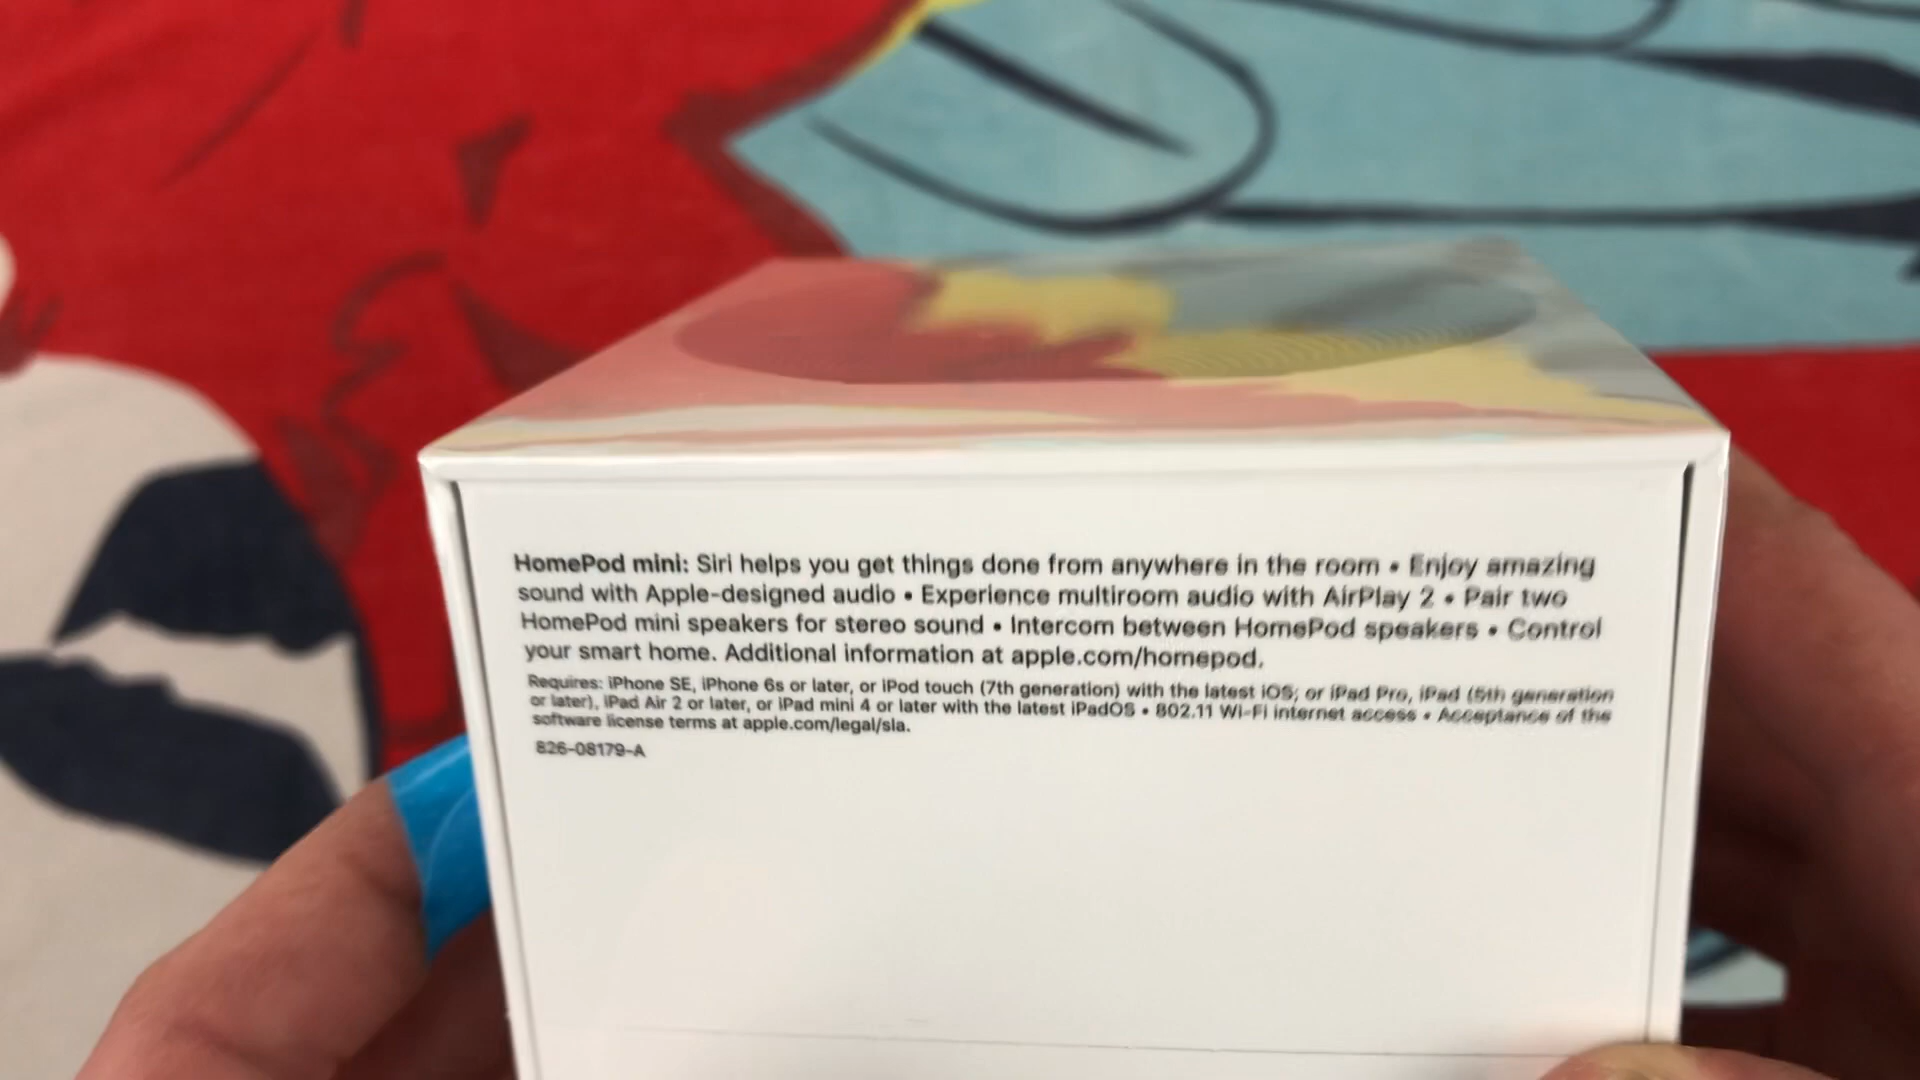 HomePod mini: Siri helps you get things done from anywhere in the room • Enjoy amazing
sound with Apple-designed audio • Experience multiroom audio with AirPlay 2 • Pair two
HomePod mini speakers for stereo sound • Intercom between HomePod speakers • Control
your smart home. Additional information at apple.com/homepod.
Requires: iPhone SE, iPhone 6s or later, or iPod touch (7th generation) with the latest iOS; or iPad Pro, iPad (5th generation
or later), iPad Air 2 or later, or iPad mini 4 or later with the latest iPadOS • 802.11 Wi-Fi internet access • Acceptance of the
software license terms at apple.com/legal/sla.
826-08179-A